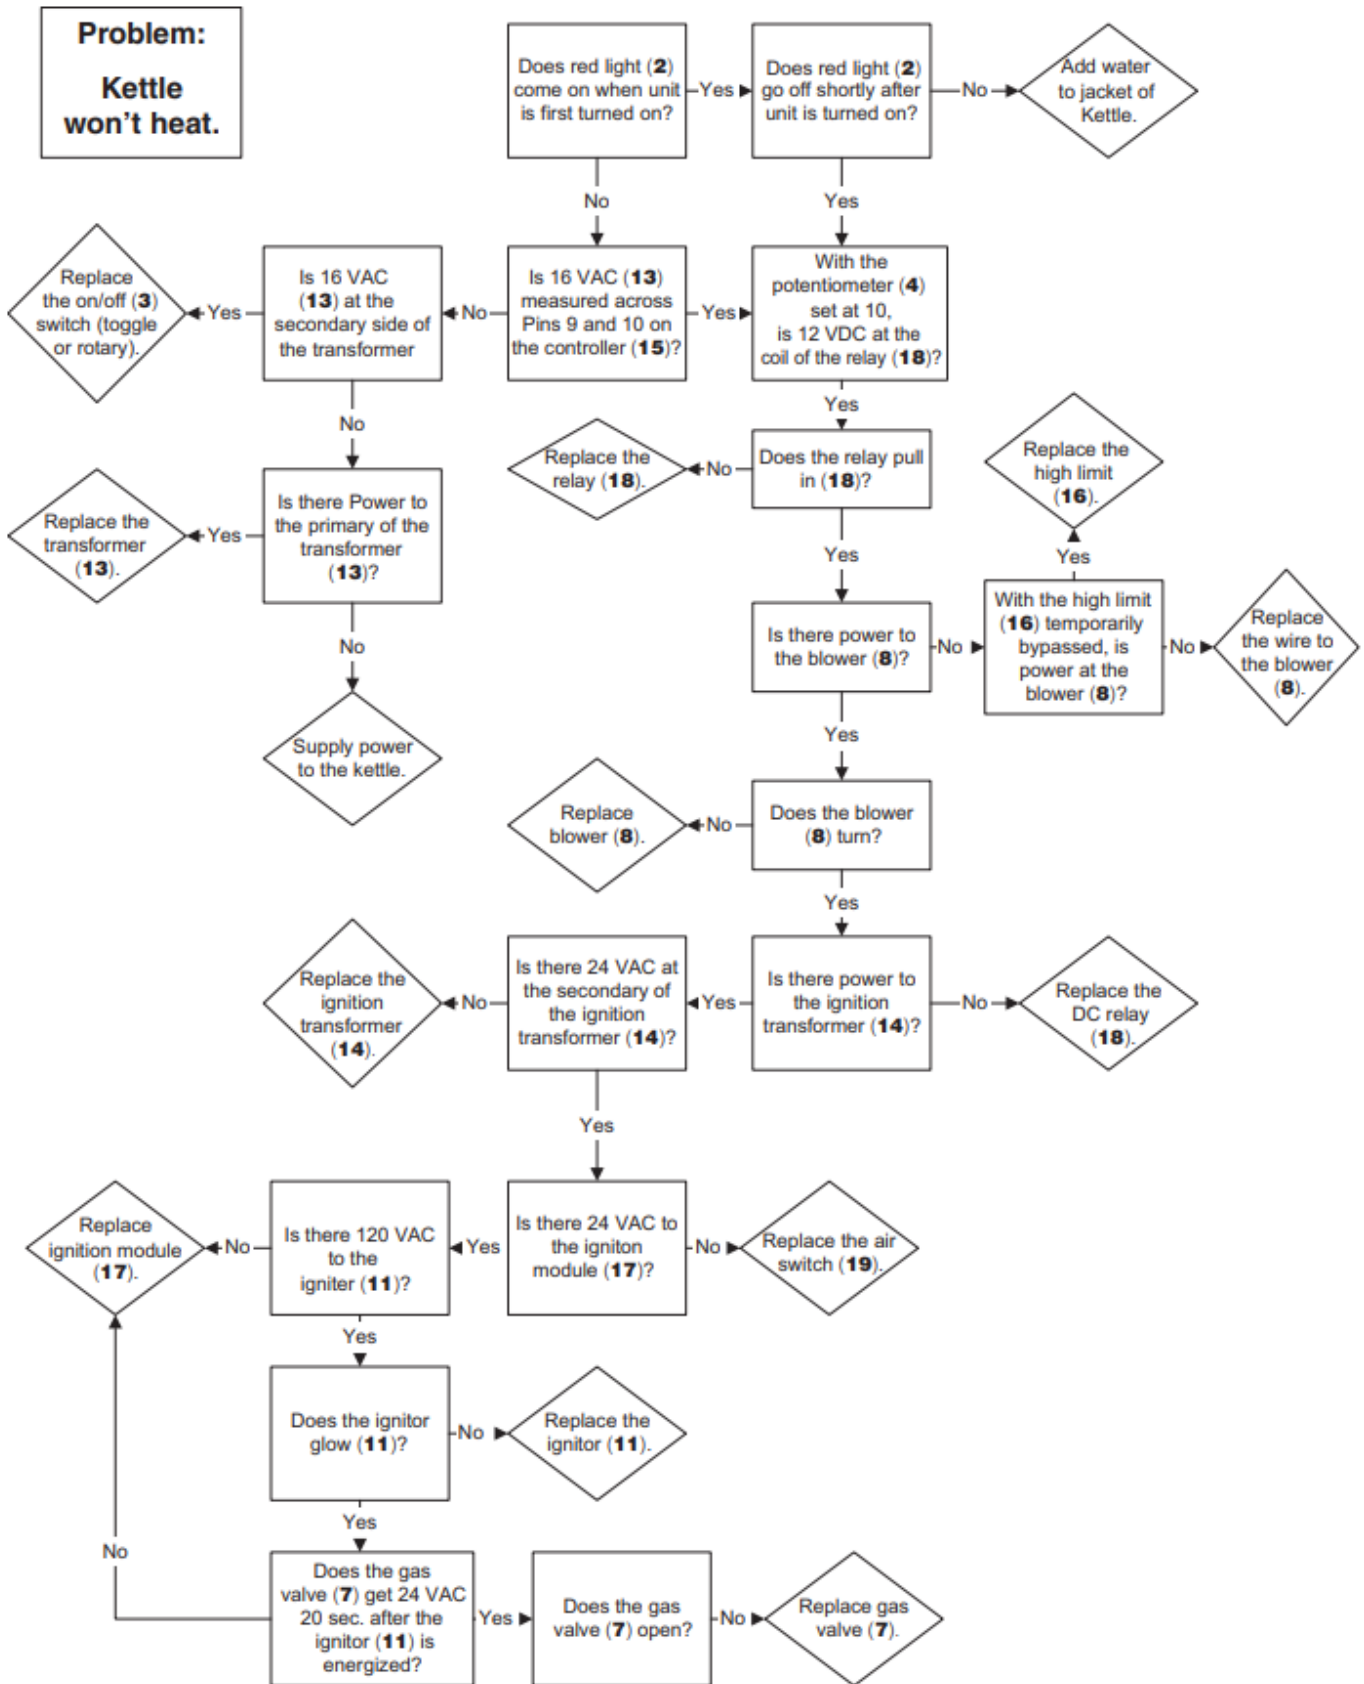 Problem:
Kettle
won't heat.
Does red light (2)
come on when unit
is first turned on?
Yes
Does red light (2)
go off shortly after
unit is turned on?
No
Add water
to jacket of
Kettle.
No
Yes
Replace
the on/off (3)
switch (toggle
or rotary).
Yes
Is 16 VAC
(13) at the
secondary side of
the transformer
No
Is 16 VAC (13)
measured across
Pins 9 and 10 on
the controller (15)?
Yes
With the
potentiometer (4)
set at 10,
is 12 VDC at the
coil of the relay (18)?
No
Yes
Replace the
transformer
(13).
Yes
Is there Power to
the primary of the
transformer
(13)?
Replace the
relay (18).
No
Does the relay pull
in (18)?
Replace the
high limit
(16).
Yes
Yes
No
Supply power
to the kettle.
Is there power to
the blower (8)?
No
With the high limit
(16) temporarily
bypassed, is
power at the
blower (8)?
No
Replace
the wire to
the blower
(8).
Yes
Replace
blower (8).
No
Does the blower
(8) turn?
Yes
Replace the
ignition
transformer
(14).
No
Is there 24 VAC at
the secondary of
the ignition
transformer (14)?
Yes
Is there power to
the ignition
transformer (14)?
No
Replace the
DC relay
(18).
Yes
Replace
ignition module
(17).
No
Is there 120 VAC
to the
igniter (11)?
Yes
Is there 24 VAC to
the igniton
module (17)?
No
Replace the air
switch (19).
Yes
Does the ignitor
glow (11)?
No
Replace the
ignitor (11).
Yes
No
Does the gas
valve (7) get 24 VAC
20 sec. after the
ignitor (11) is
energized?
Yes
Does the gas
valve (7) open?
No
Replace gas
valve (7).